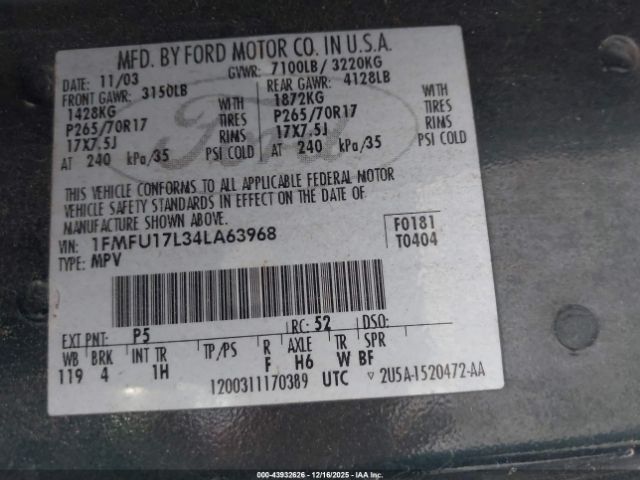 MFD. BY FORD MOTOR CO. IN U.S.A.
DATE: 11/03 GVWR: 7100LB / 3220KG
FRONT GAWR: 3150LB REAR GAWR: 4128LB
1428KG WITH 1872KG WITH
P265/70R17 TIRES P265/70R17 TIRES
17X7.5J RIMS 17X7.5J RIMS
AT 240 kPa/35 PSI COLD AT 240 kPa/35 PSI COLD
THIS VEHICLE CONFORMS TO ALL APPLICABLE FEDERAL MOTOR
VEHICLE SAFETY STANDARDS IN EFFECT ON THE DATE OF
MANUFACTURE SHOWN ABOVE.
VIN: 1FMFU17L34LA63968 F0181
TYPE: MPV T0404
EXT PNT: P5 RC: 52 DSO:
WB BRK INT TR TP/PS R AXLE TR SPR
119 4 1H F H6 W BF
1200311170389 UTC ▽ 2U5A-1520472-AA
Ford
000-43932626 - 12/16/2025 - IAA, Inc.